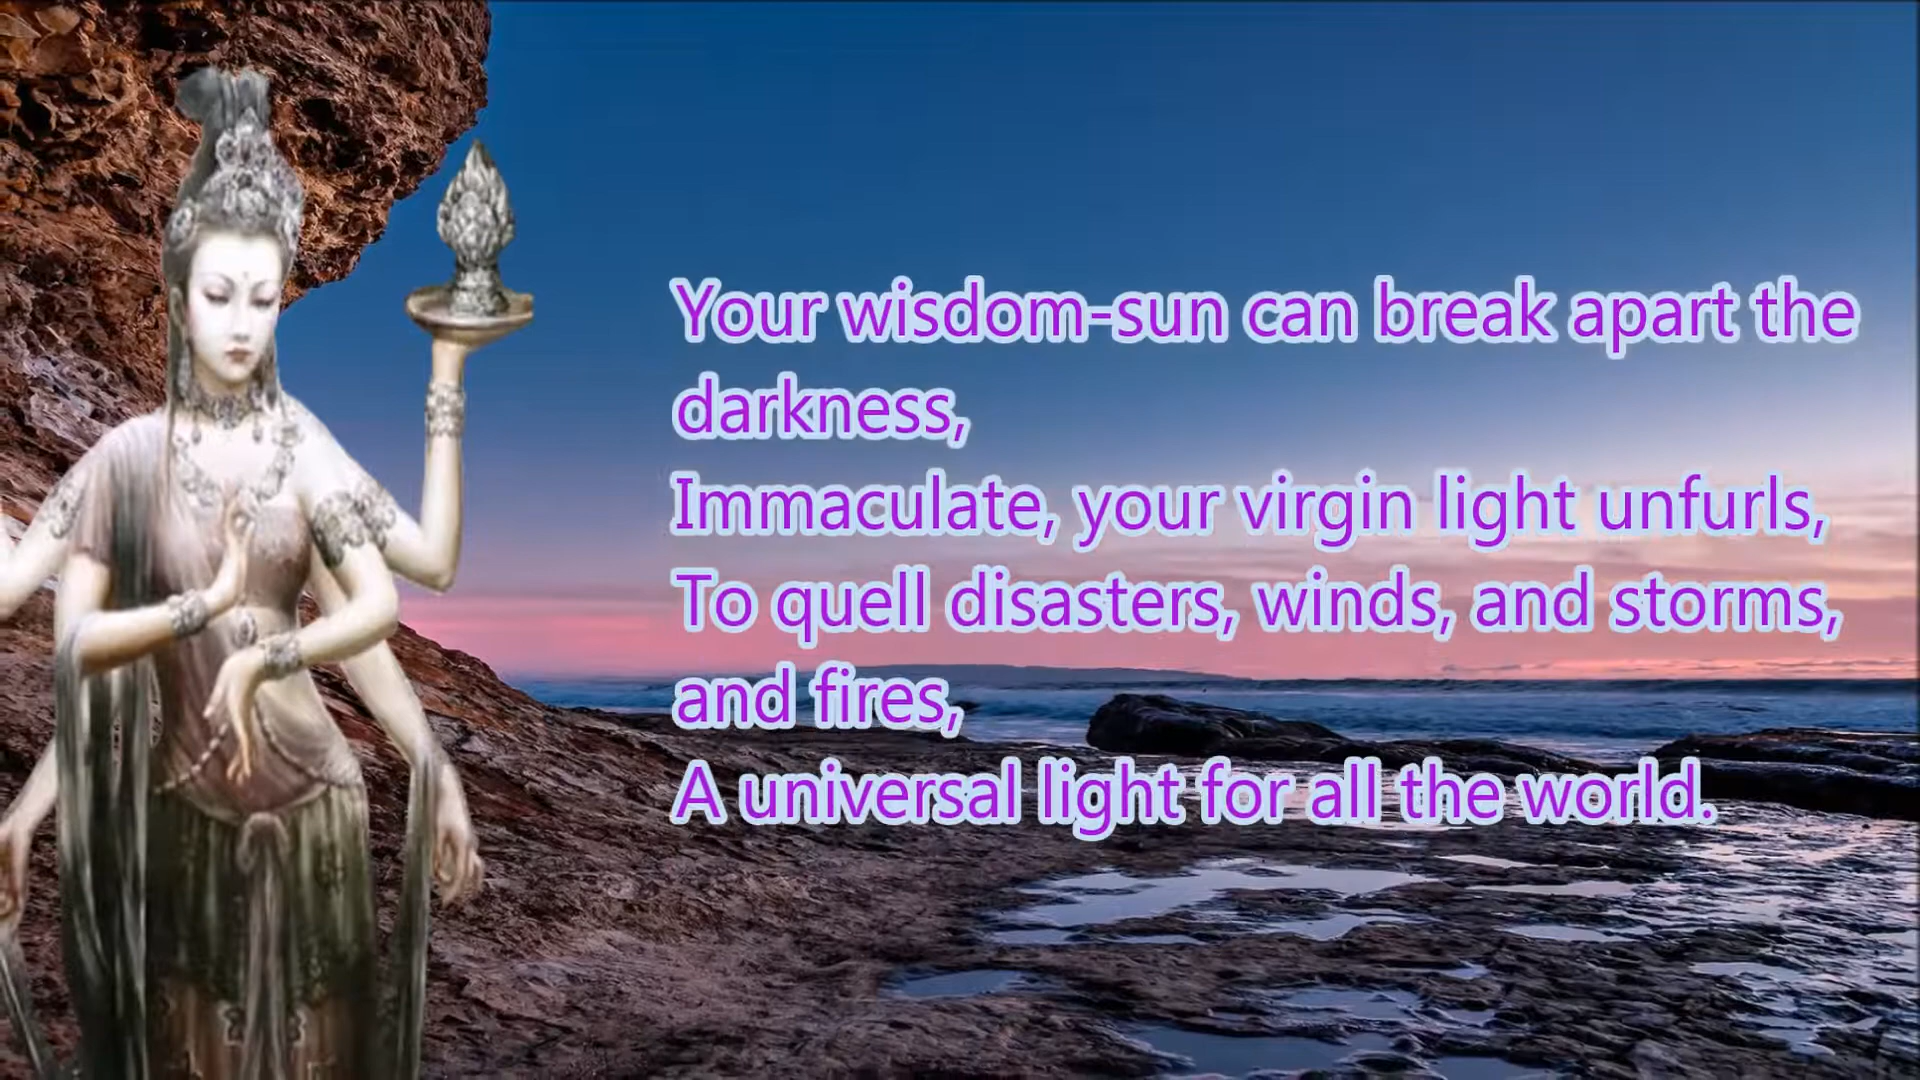 Your wisdom-sun can break apart the
darkness,
Immaculate, your virgin light unfurls,
To quell disasters, winds, and storms,
and fires,
A universal light for all the world.